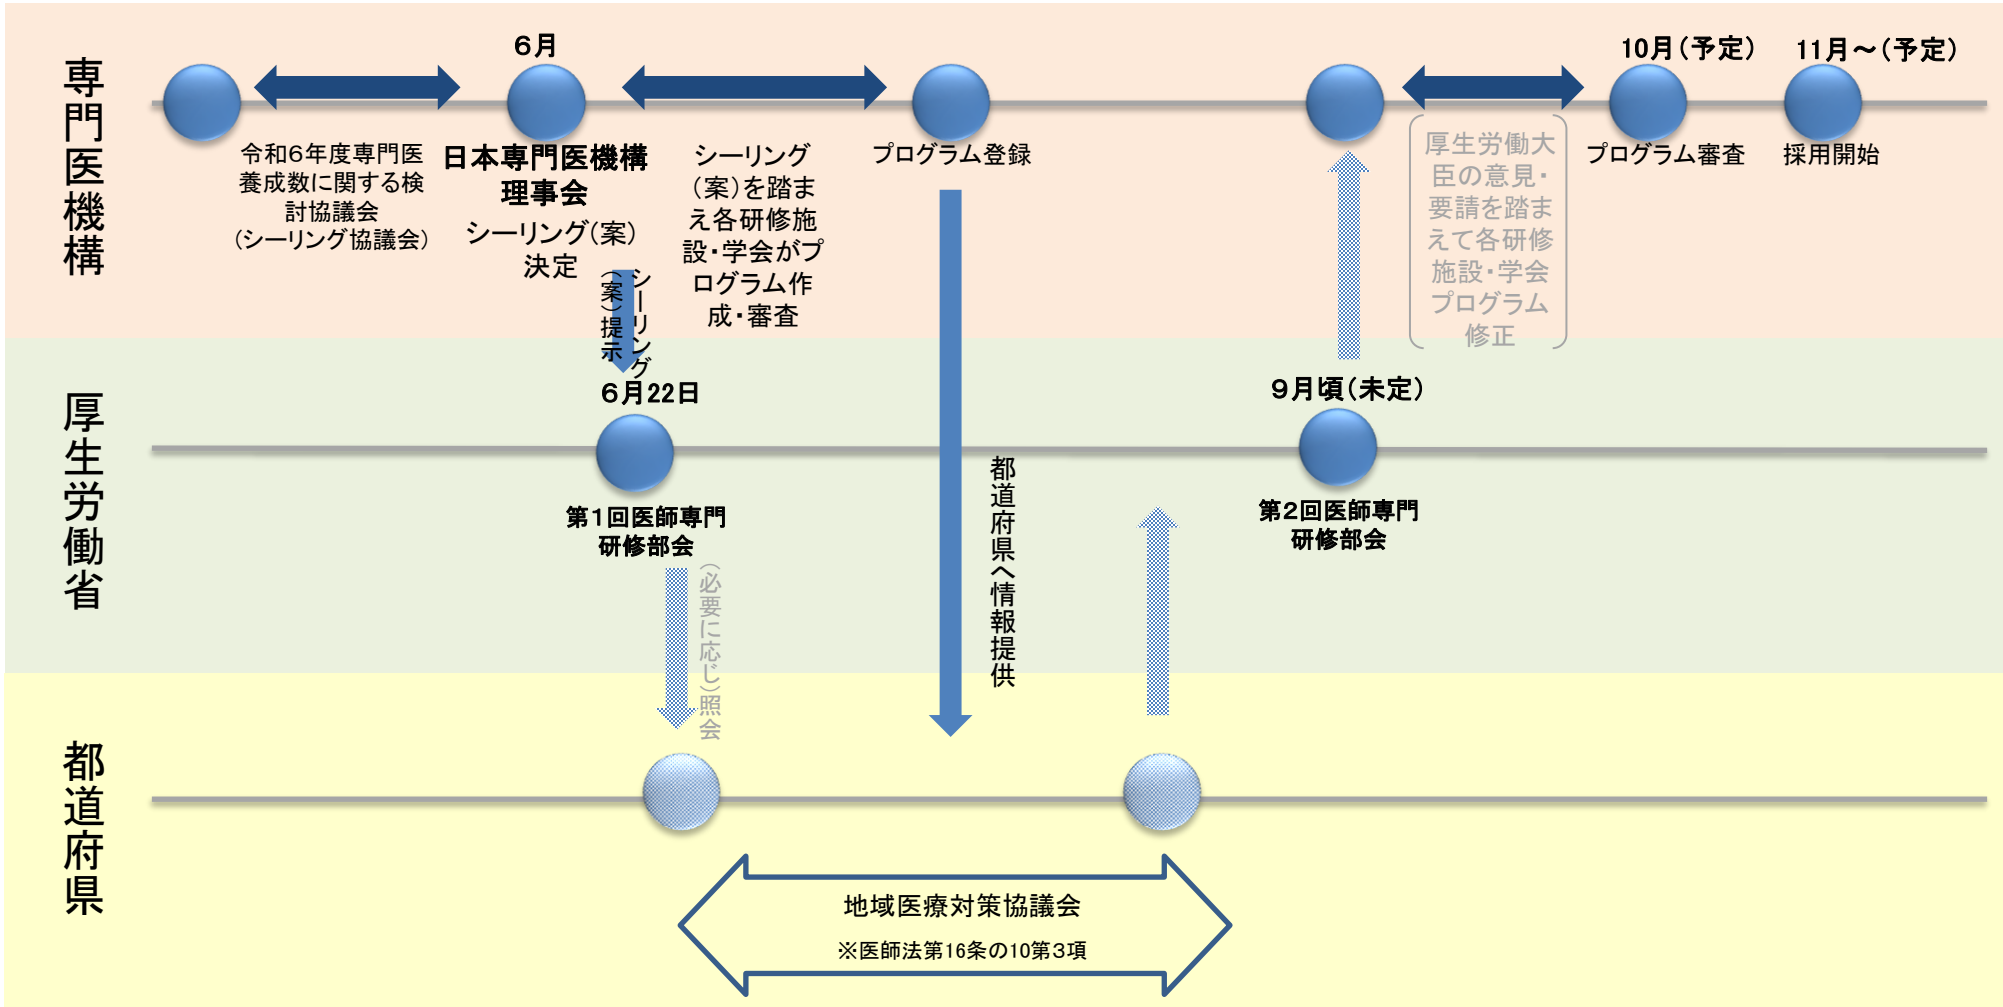 専門医機構
６月
10月（予定）
11月～（予定）
令和６年度専門医
養成数に関する検
討協議会
（シーリング協議会）
日本専門医機構
理事会
シーリング（案）
決定
シーリング
（案）提示
シーリング
（案）を踏ま
え各研修施
設・学会がプ
ログラム作
成・審査
プログラム登録
厚生労働大
臣の意見・
要請を踏ま
えて各研修
施設・学会
プログラム
修正
プログラム審査
採用開始
厚生労働省
６月22日
第１回医師専門
研修部会
（必要に応じ）照会
都道府県へ情報提供
９月頃（未定）
第２回医師専門
研修部会
都道府県
地域医療対策協議会
※医師法第16条の10第３項